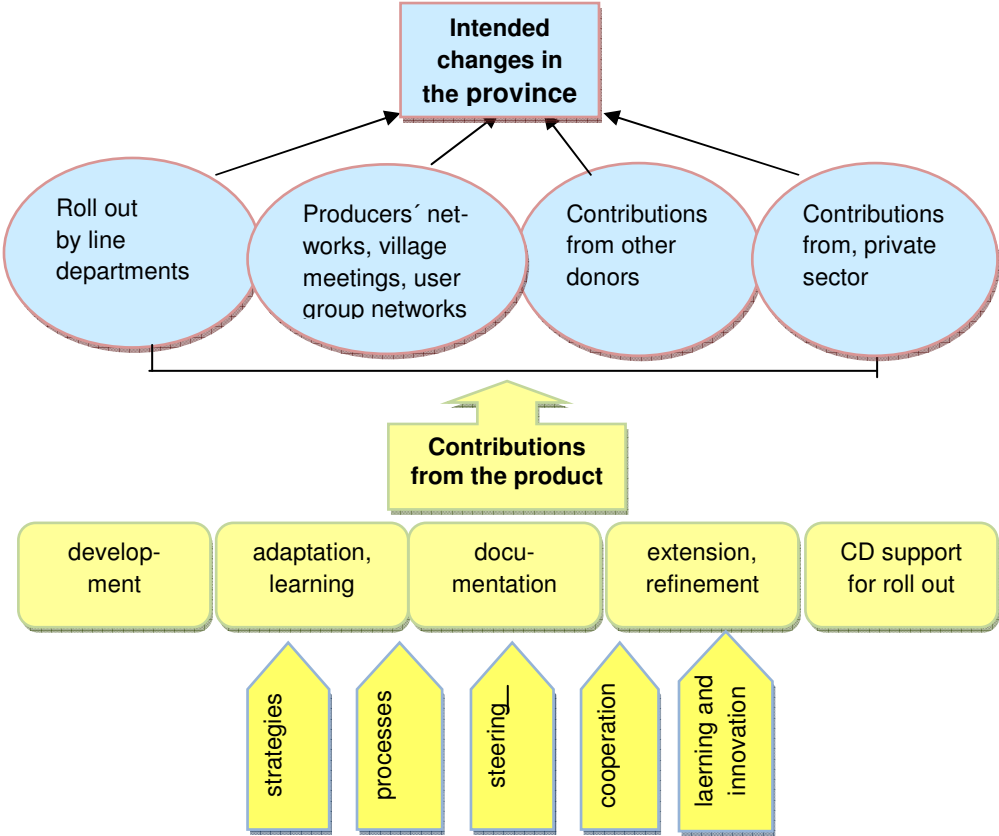 Intended
changes in
the province
Roll out
by line
departments
Producers´ net-
works, village
meetings, user
group networks
Contributions
from other
donors
Contributions
from, private
sector
Contributions
from the product
develop-
ment
adaptation,
learning
docu-
mentation
extension,
refinement
CD support
for roll out
strategies
processes
steering
cooperation
laerning and
innovation